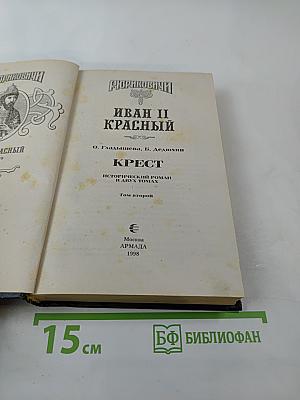 РЮРИКОВИЧИ
ИВАН II
КРАСНЫЙ
О. Гладышева, Б. Дедюхин
КРЕСТ
ИСТОРИЧЕСКИЙ РОМАН
В ДВУХ ТОМАХ
Том второй
Москва
АРМАДА
1998
15 см
БФ БИБЛИОФАН